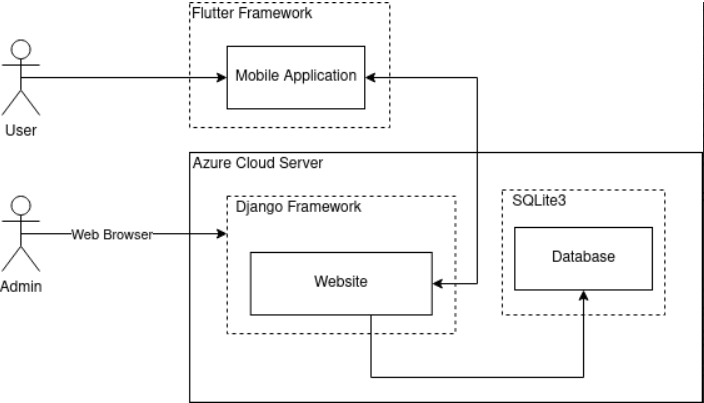 Flutter Framework
Mobile Application
User
Azure Cloud Server
Django Framework
SQLite3
Web Browser
Database
Website
Admin